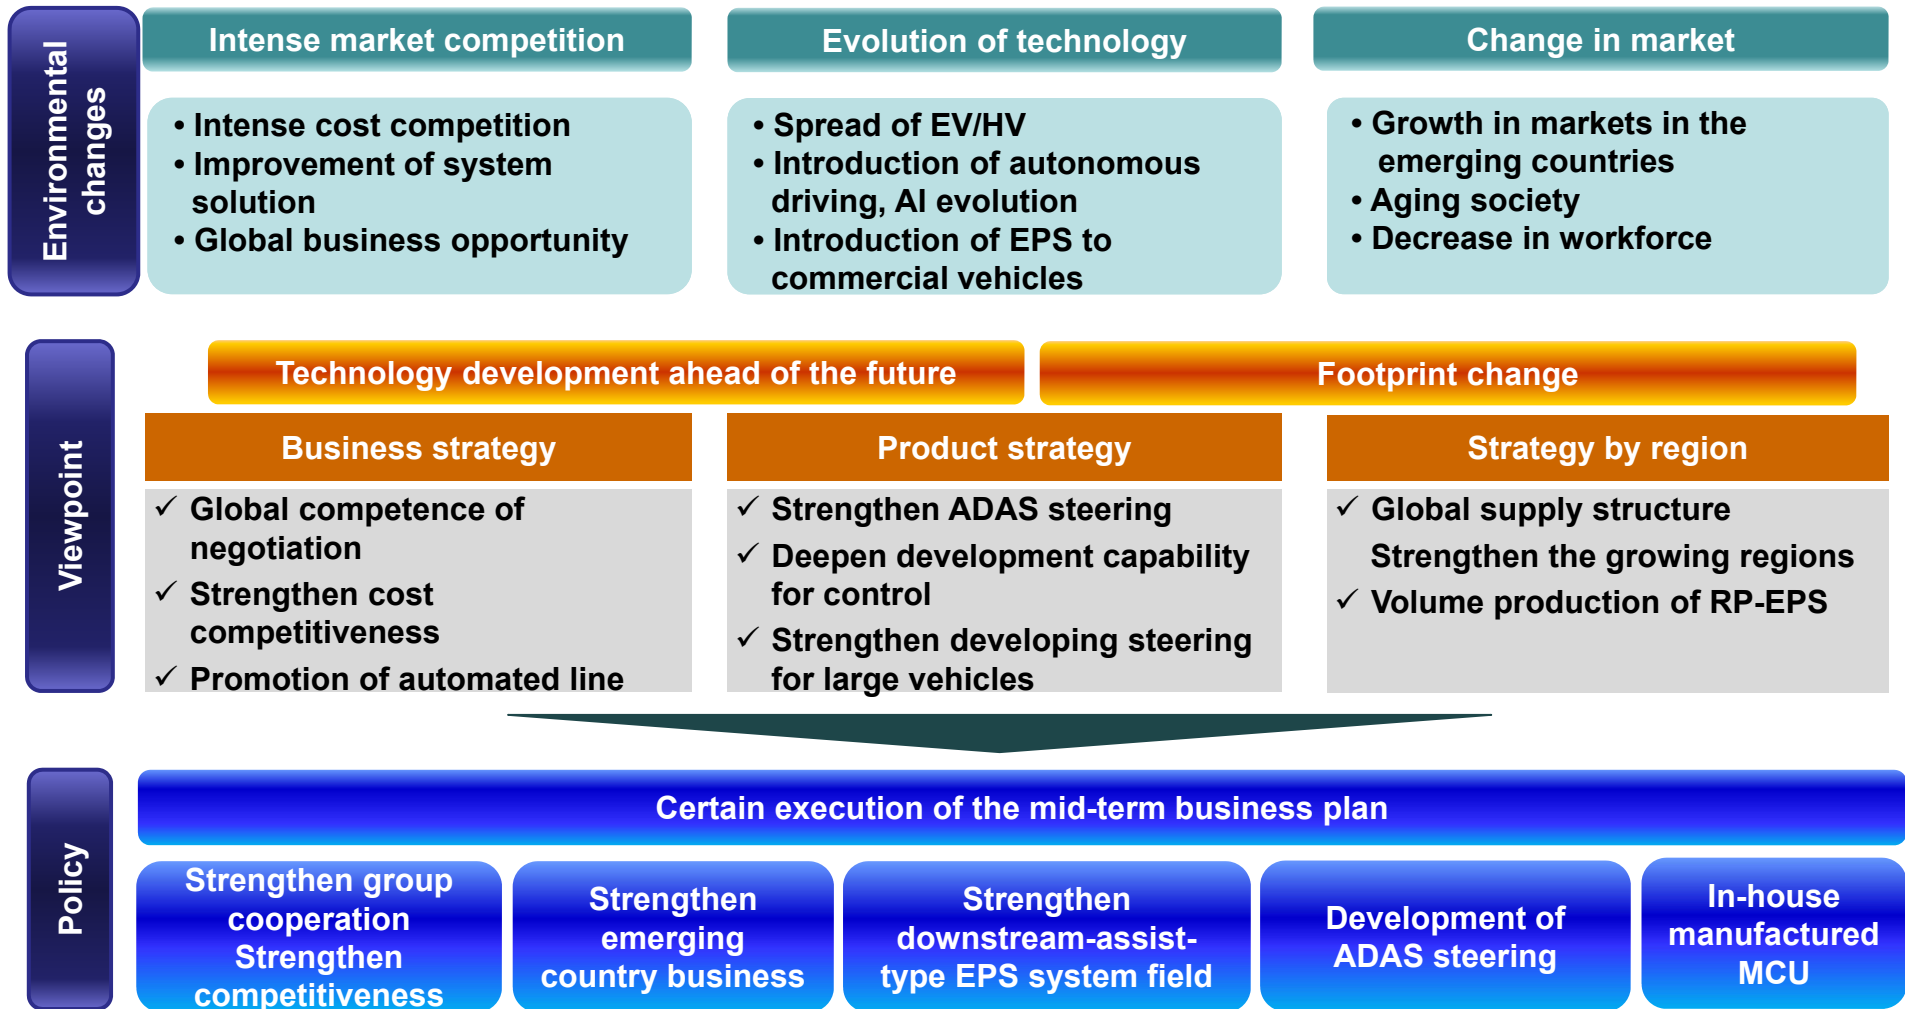 Environmental
changes
Intense market competition
• Intense cost competition
• Improvement of system
solution
• Global business opportunity
Evolution of technology
• Spread of EV/HV
• Introduction of autonomous
driving, AI evolution
• Introduction of EPS to
commercial vehicles
Change in market
• Growth in markets in the
emerging countries
• Aging society
• Decrease in workforce
Viewpoint
Technology development ahead of the future
Footprint change
Business strategy
✓ Global competence of
negotiation
✓ Strengthen cost
competitiveness
✓ Promotion of automated line
Product strategy
✓ Strengthen ADAS steering
✓ Deepen development capability
for control
✓ Strengthen developing steering
for large vehicles
Strategy by region
✓ Global supply structure
Strengthen the growing regions
✓ Volume production of RP-EPS
Policy
Certain execution of the mid-term business plan
Strengthen group
cooperation
Strengthen
competitiveness
Strengthen
emerging
country business
Strengthen
downstream-assist-
type EPS system field
Development of
ADAS steering
In-house
manufactured
MCU